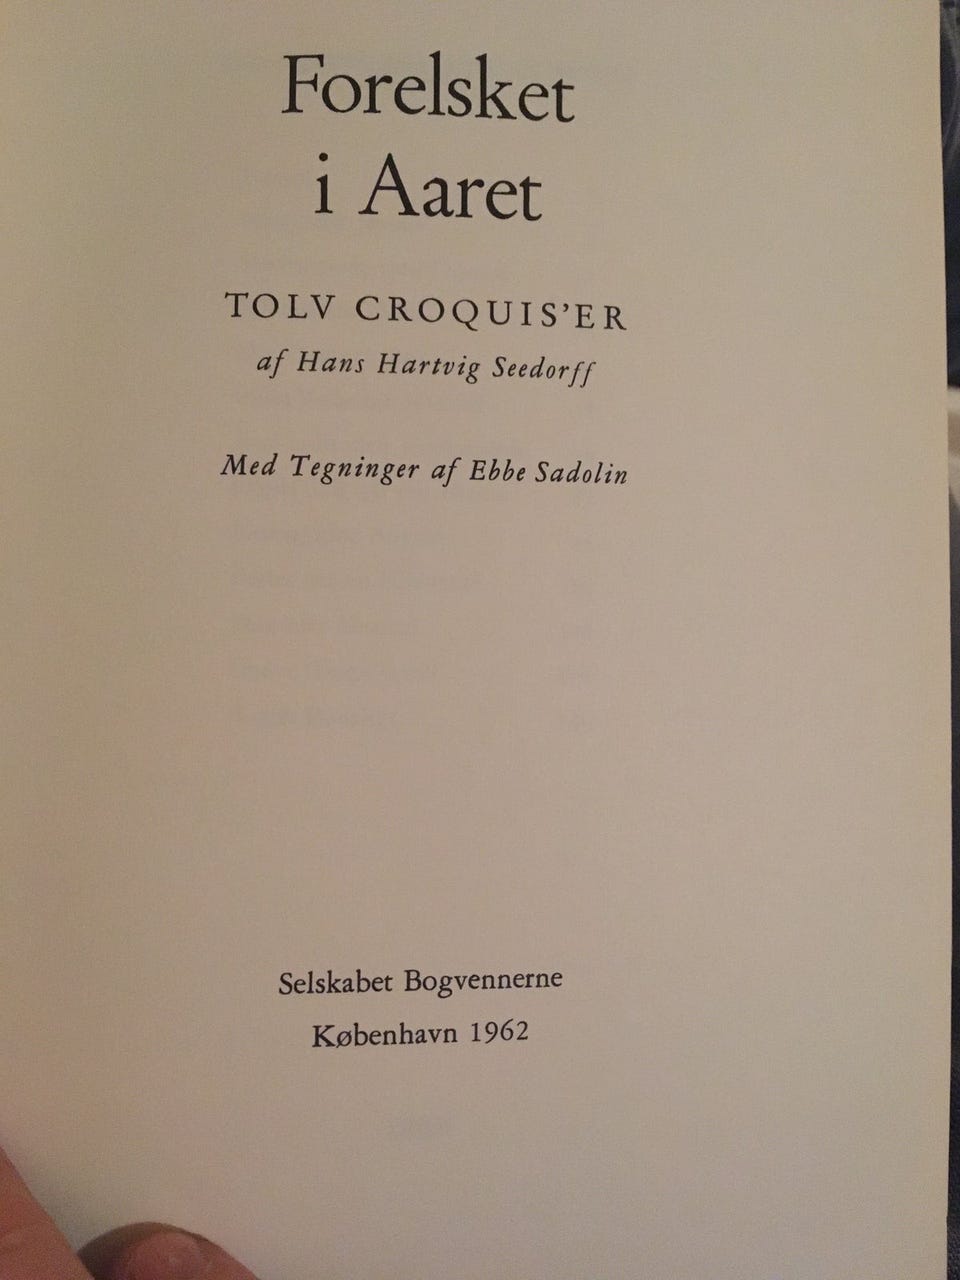 Forelsket
i Aaret
TOLV CROQUIS’ER
af Hans Hartvig Seedorff
Med Tegninger af Ebbe Sadolin
Selskabet Bogvennerne
København 1962